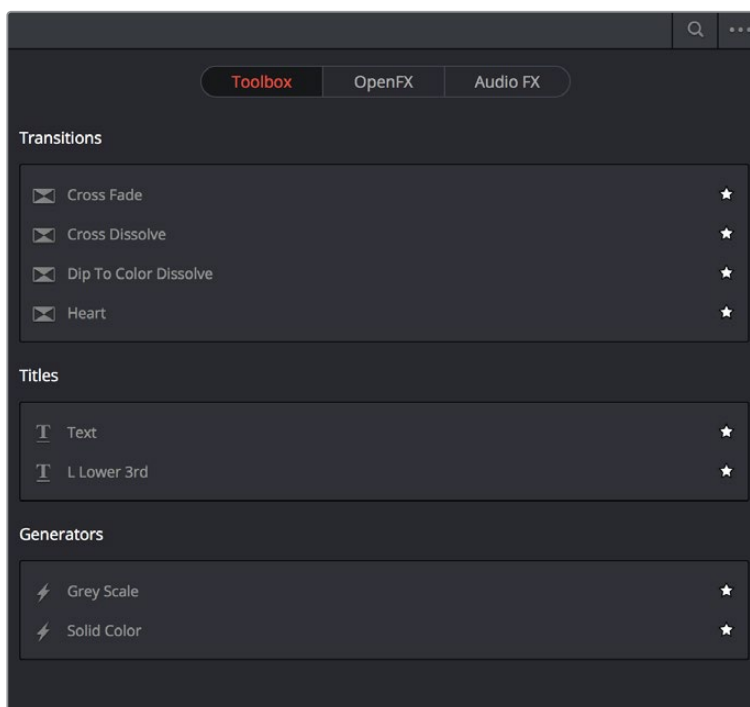 Toolbox
OpenFX
Audio FX
Transitions
Cross Fade
Cross Dissolve
Dip To Color Dissolve
Heart
Titles
T Text
T L Lower 3rd
Generators
Grey Scale
Solid Color